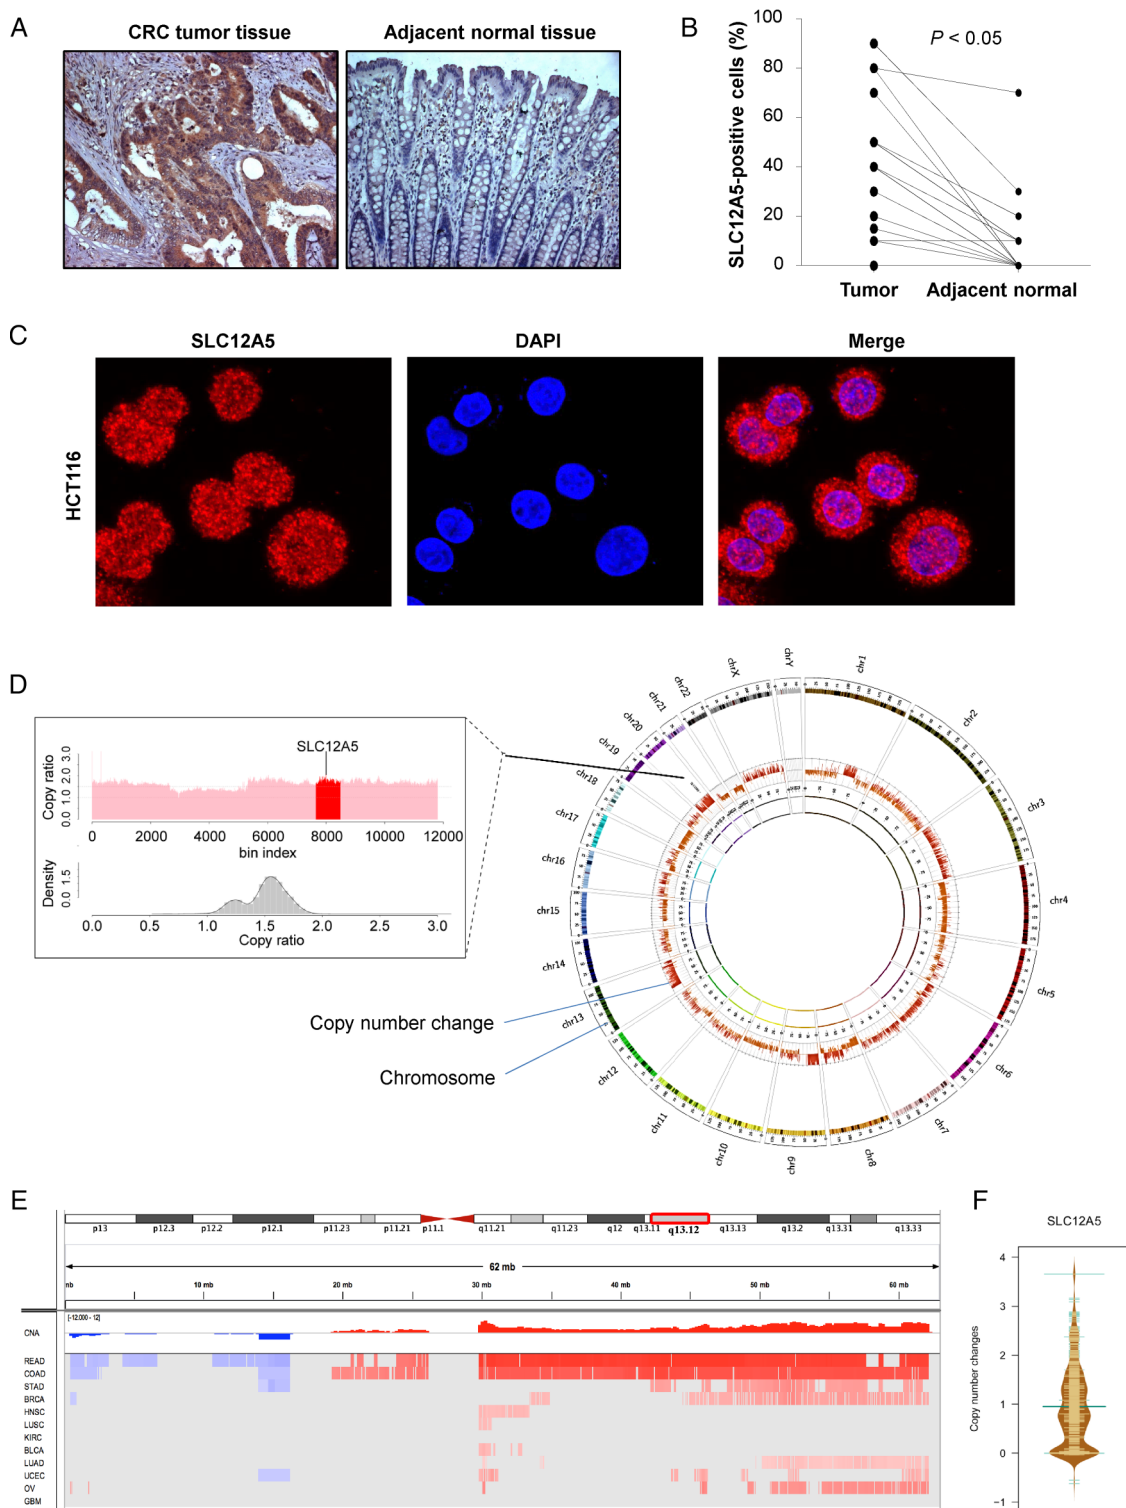 A
CRC tumor tissue
Adjacent normal tissue
B
SLC12A5-positive cells (%)
100
80
60
40
20
0
P < 0.05
Tumor
Adjacent normal
C
SLC12A5
DAPI
Merge
HCT116
D
SLC12A5
Copy ratio
3.0
2.0
1.0
0.0
0 2000 4000 6000 8000 10000 12000
bin index
Density
1.5
0.0
0.0 0.5 1.0 1.5 2.0 2.5 3.0
Copy ratio
Copy number change
Chromosome
chr1
chr2
chr3
chr4
chr5
chr6
chr7
chr8
chr9
chr10
chr11
chr12
chr13
chr14
chr15
chr16
chr17
chr18
chr19
chr20
chr21
chr22
chrX
chrY
E
p13 p12.3 p12.2 p12.1 p11.23 p11.21 p11.1 q11.21 q11.23 q12 q13.11 q13.12 q13.13 q13.2 q13.31 q13.33
62 mb
mb 10 mb 20 mb 30 mb 40 mb 50 mb 60 mb
[-12.000 - 12]
CNA
READ
COAD
STAD
BRCA
HNSC
LUSC
KIRC
BLCA
LUAD
UCEC
OV
GBM
F
SLC12A5
Copy number changes
4
3
2
1
0
−1